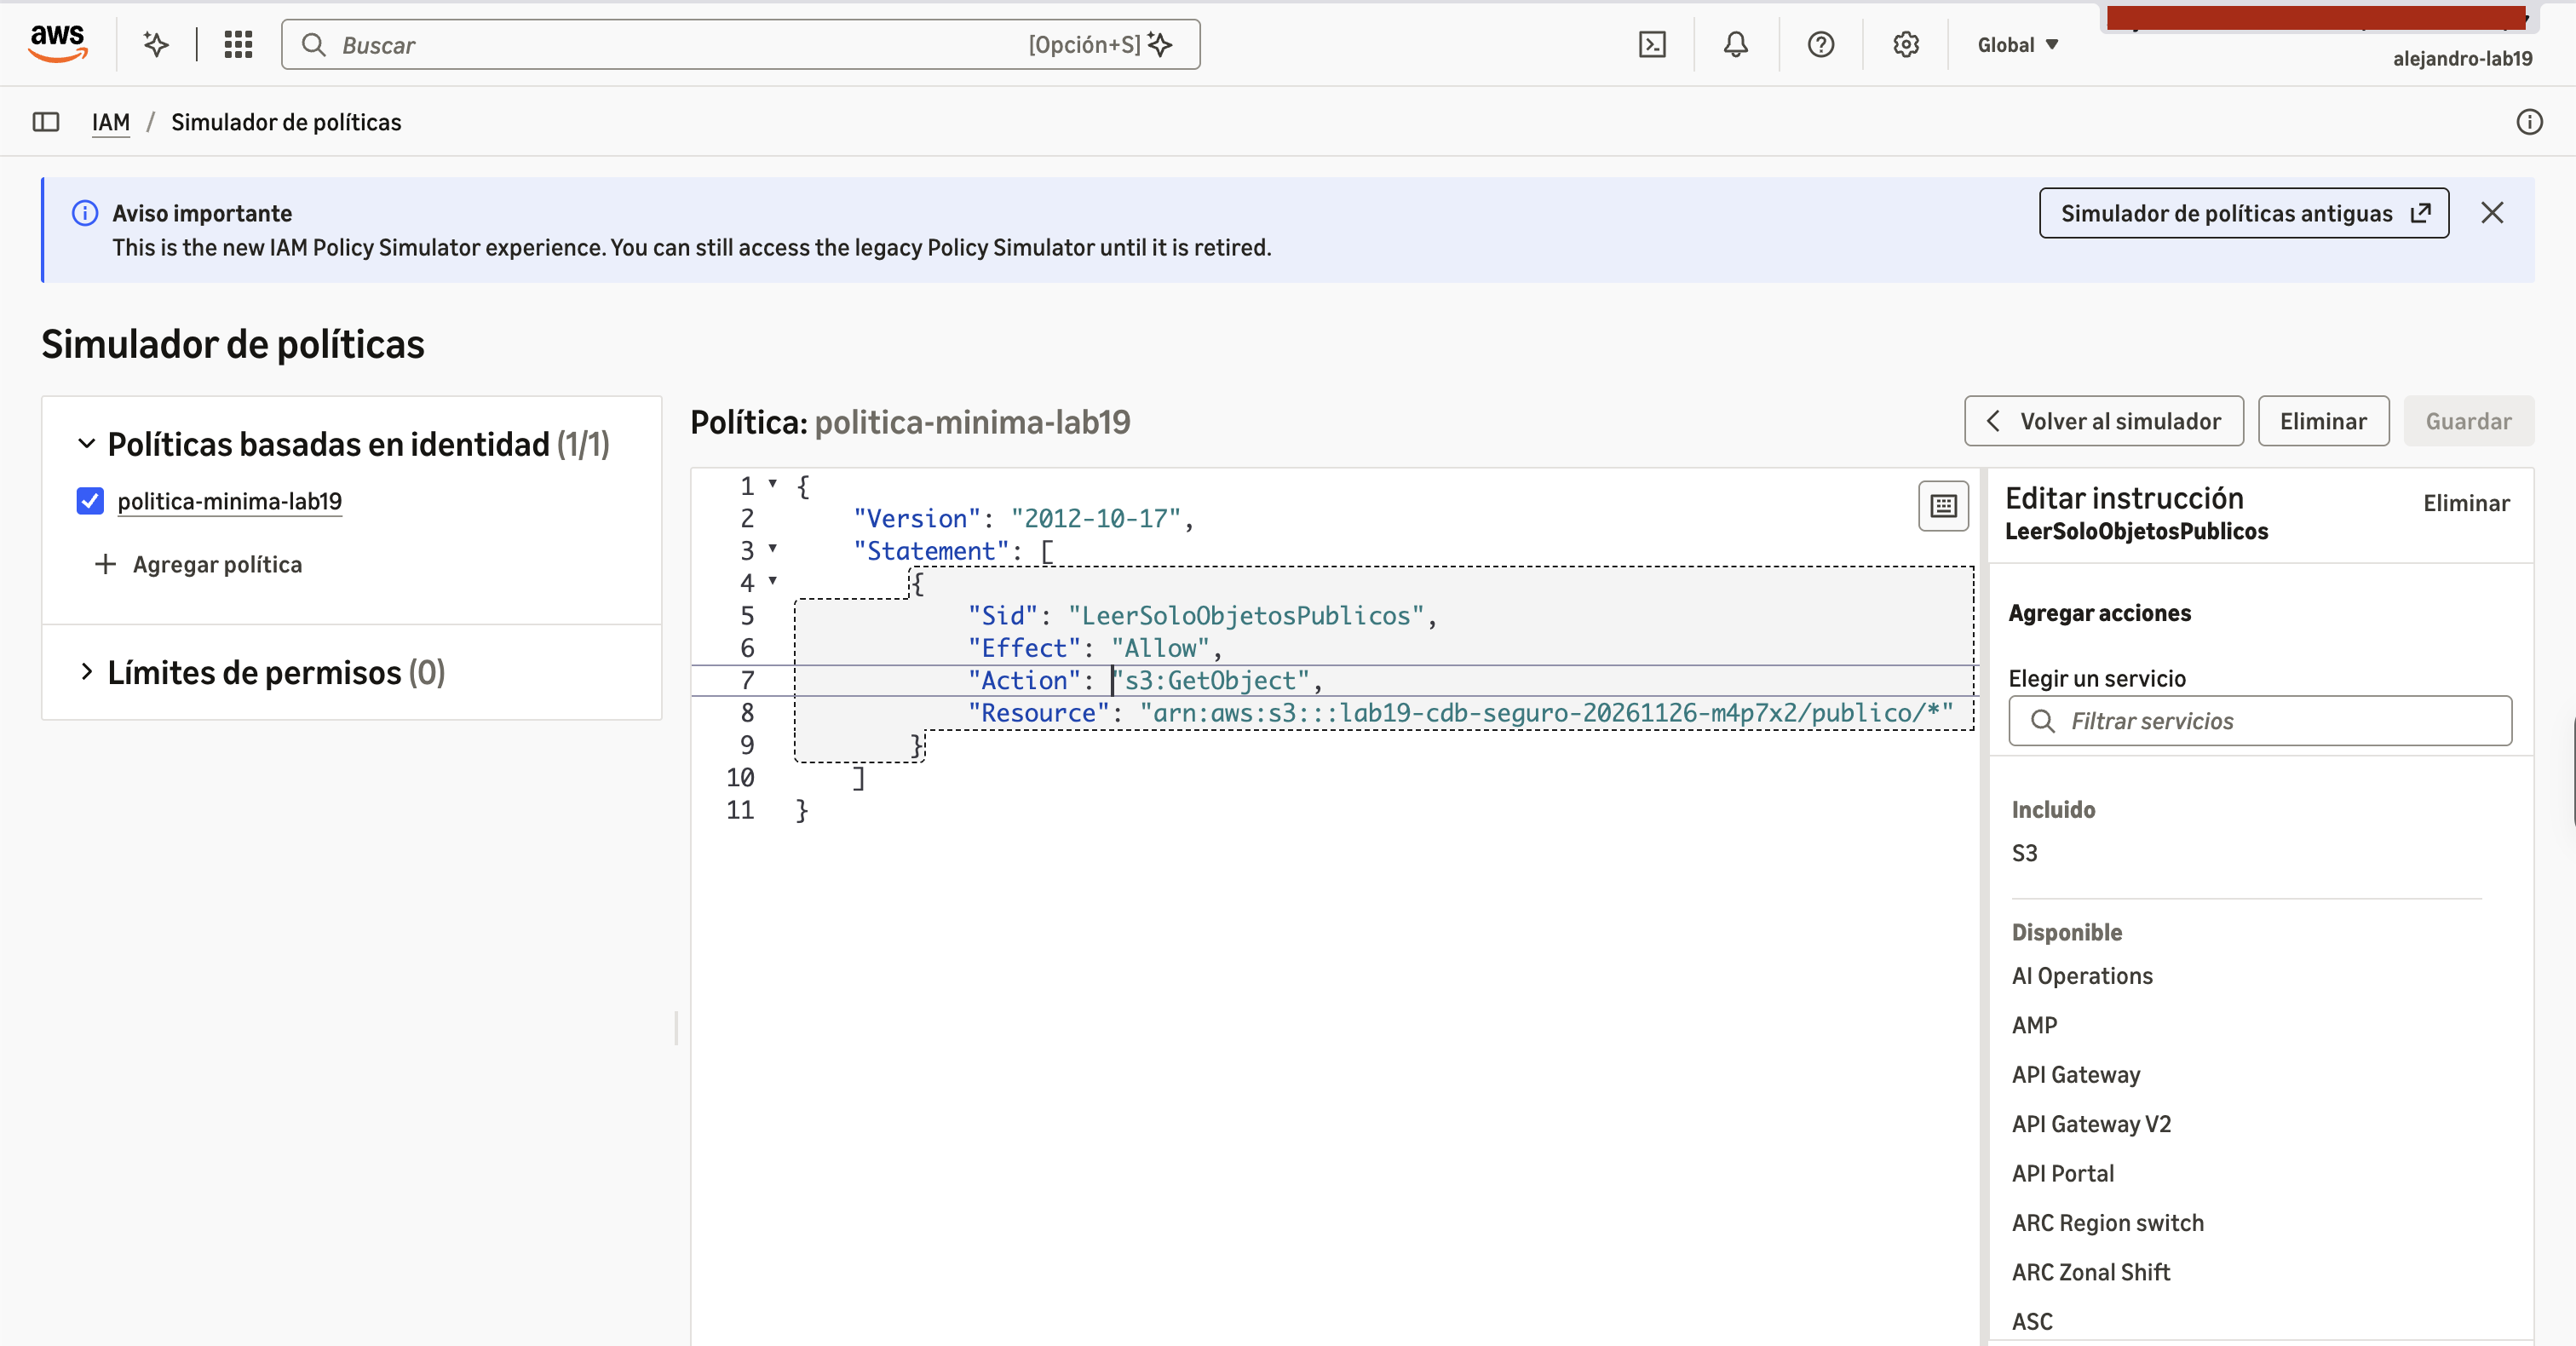 aws
Buscar
[Opción+S]
Global
alejandro-lab19
IAM / Simulador de políticas
Aviso importante
This is the new IAM Policy Simulator experience. You can still access the legacy Policy Simulator until it is retired.
Simulador de políticas antiguas
Simulador de políticas
Políticas basadas en identidad (1/1)
politica-minima-lab19
Agregar política
Límites de permisos (0)
Política: politica-minima-lab19
Volver al simulador
Eliminar
Guardar
1 {
2 "Version": "2012-10-17",
3 "Statement": [
4 {
5 "Sid": "LeerSoloObjetosPublicos",
6 "Effect": "Allow",
7 "Action": "s3:GetObject",
8 "Resource": "arn:aws:s3:::lab19-cdb-seguro-20261126-m4p7x2/publico/*"
9 }
10 ]
11 }
Editar instrucción
LeerSoloObjetosPublicos
Eliminar
Agregar acciones
Elegir un servicio
Filtrar servicios
Incluido
S3
Disponible
AI Operations
AMP
API Gateway
API Gateway V2
API Portal
ARC Region switch
ARC Zonal Shift
ASC